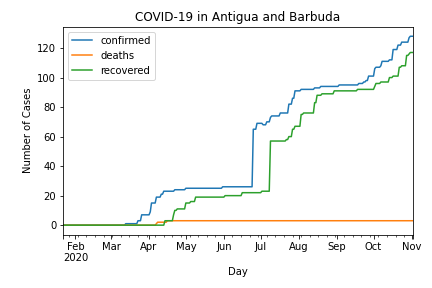 COVID-19 in Antigua and Barbuda
confirmed
deaths
recovered
Number of Cases
120
100
80
60
40
20
0
Feb Mar Apr May Jun Jul Aug Sep Oct Nov
2020
Day